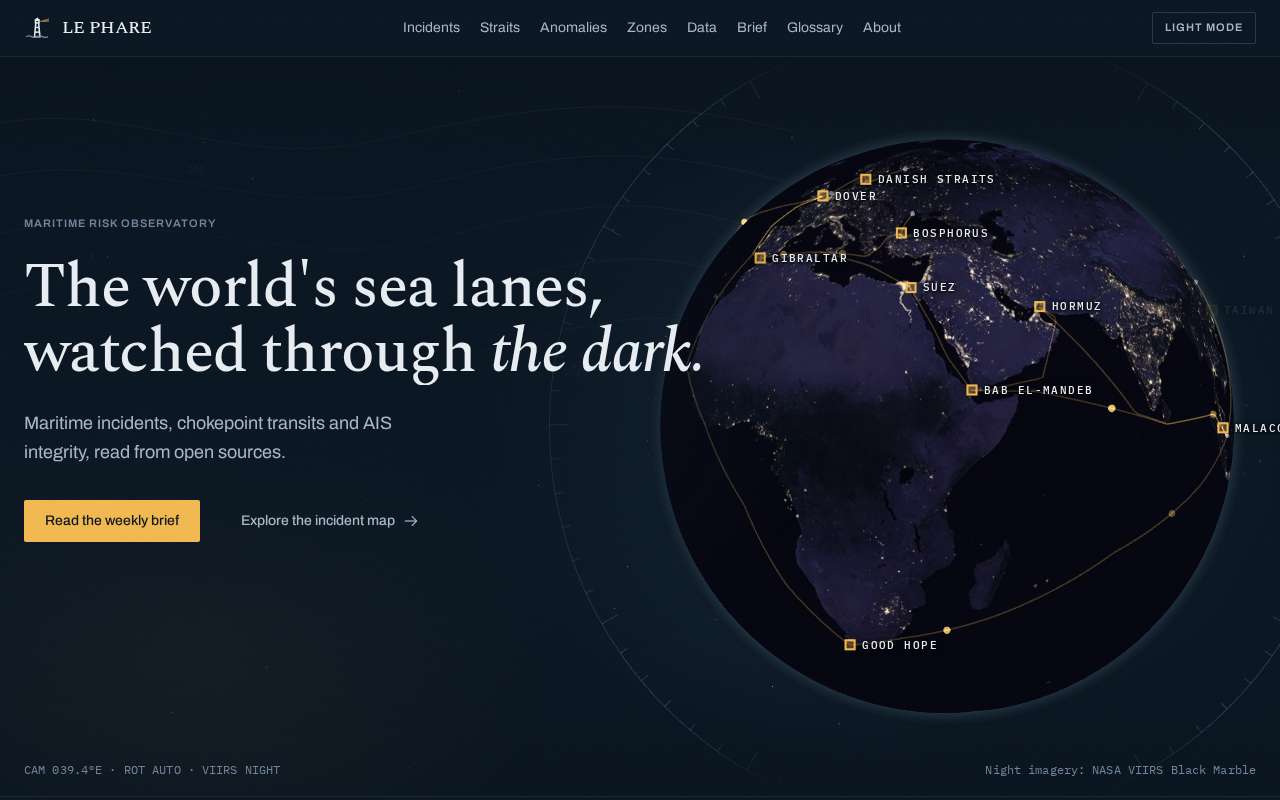 LE PHARE
Incidents Straits Anomalies Zones Data Brief Glossary About
LIGHT MODE
MARITIME RISK OBSERVATORY
The world's sea lanes,
watched through the dark.
Maritime incidents, chokepoint transits and AIS
integrity, read from open sources.
Read the weekly brief
Explore the incident map →
DANISH STRAITS
DOVER
BOSPHORUS
GIBRALTAR
SUEZ
HORMUZ
TAIWAN
BAB EL-MANDEB
MALACC
GOOD HOPE
CAM 039.4°E · ROT AUTO · VIIRS NIGHT
Night imagery: NASA VIIRS Black Marble